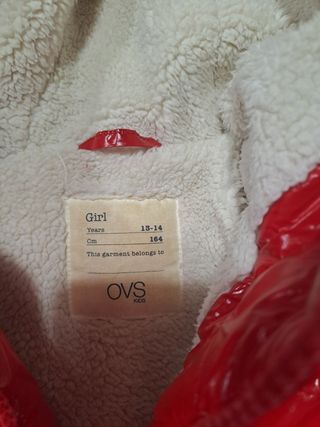 Girl
Years 13-14
Cm 164
This garment belongs to
OVS
KIDS